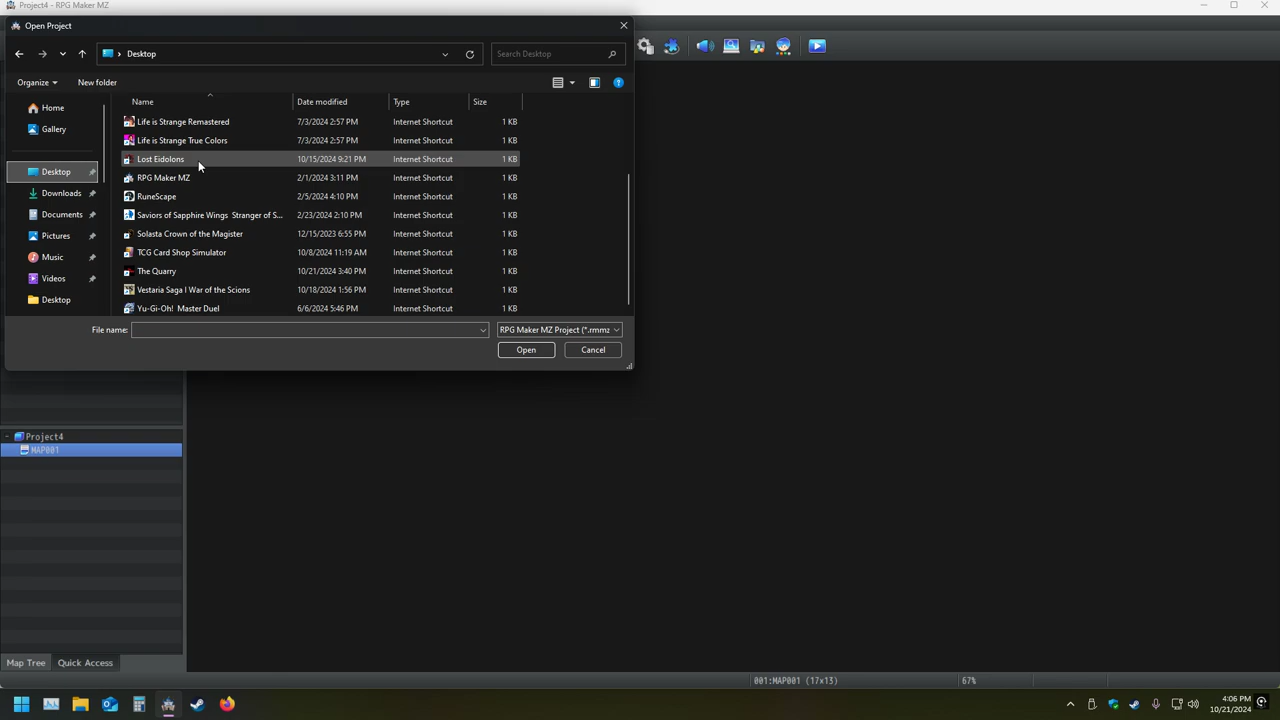 Project4 - RPG Maker MZ
Open Project
Desktop
Search Desktop
Organize
New folder
Name
Date modified
Type
Size
Home
Gallery
Desktop
Downloads
Documents
Pictures
Music
Videos
Desktop
Life is Strange Remastered 7/3/2024 2:57 PM Internet Shortcut 1 KB
Life is Strange True Colors 7/3/2024 2:57 PM Internet Shortcut 1 KB
Lost Eidolons 10/15/2024 9:21 PM Internet Shortcut 1 KB
RPG Maker MZ 2/1/2024 3:11 PM Internet Shortcut 1 KB
RuneScape 2/5/2024 4:10 PM Internet Shortcut 1 KB
Saviors of Sapphire Wings Stranger of S... 2/23/2024 2:10 PM Internet Shortcut 1 KB
Solasta Crown of the Magister 12/15/2023 6:55 PM Internet Shortcut 1 KB
TCG Card Shop Simulator 10/8/2024 11:19 AM Internet Shortcut 1 KB
The Quarry 10/21/2024 3:40 PM Internet Shortcut 1 KB
Vestaria Saga I War of the Scions 10/18/2024 1:56 PM Internet Shortcut 1 KB
Yu-Gi-Oh! Master Duel 6/6/2024 5:46 PM Internet Shortcut 1 KB
File name:
RPG Maker MZ Project (*.rmmz
Open
Cancel
Project4
MAP001
Map Tree
Quick Access
001:MAP001 (17x13)
67%
4:06 PM
10/21/2024